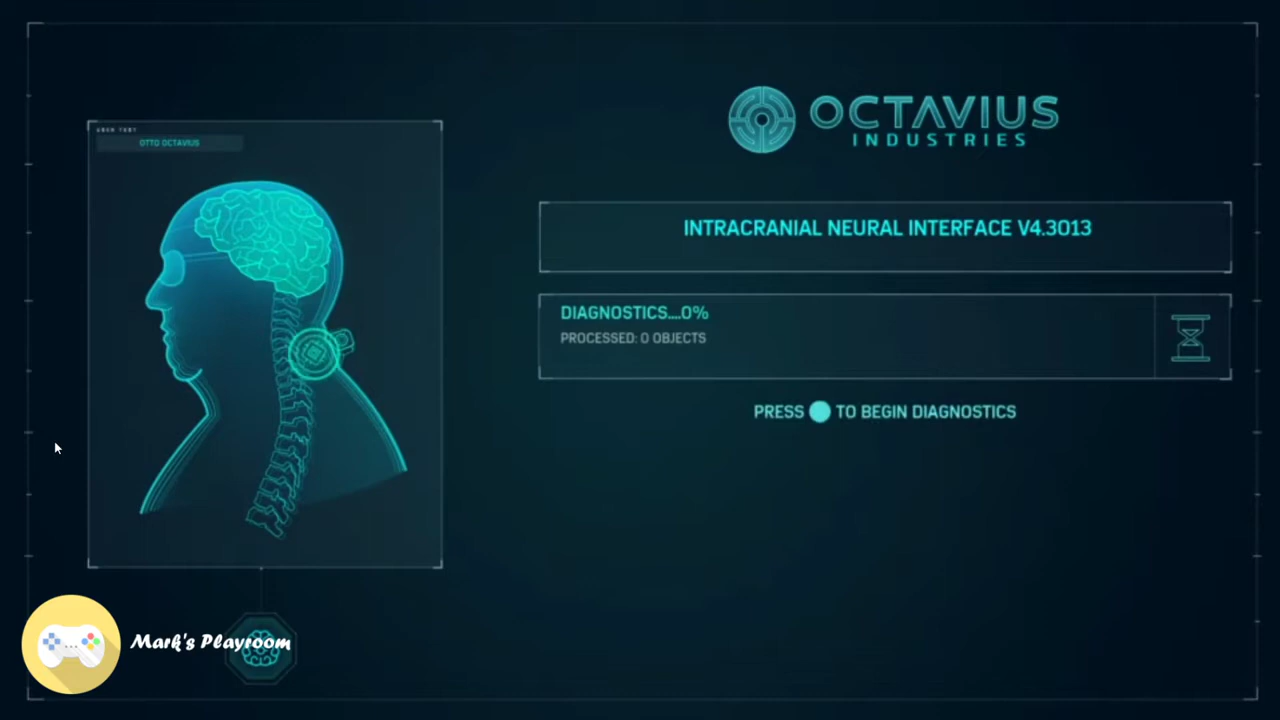 OTTO OCTAVIUS
OCTAVIUS
INDUSTRIES
INTRACRANIAL NEURAL INTERFACE V4.3013
DIAGNOSTICS....0%
PROCESSED: 0 OBJECTS
PRESS TO BEGIN DIAGNOSTICS
Mark's Playroom